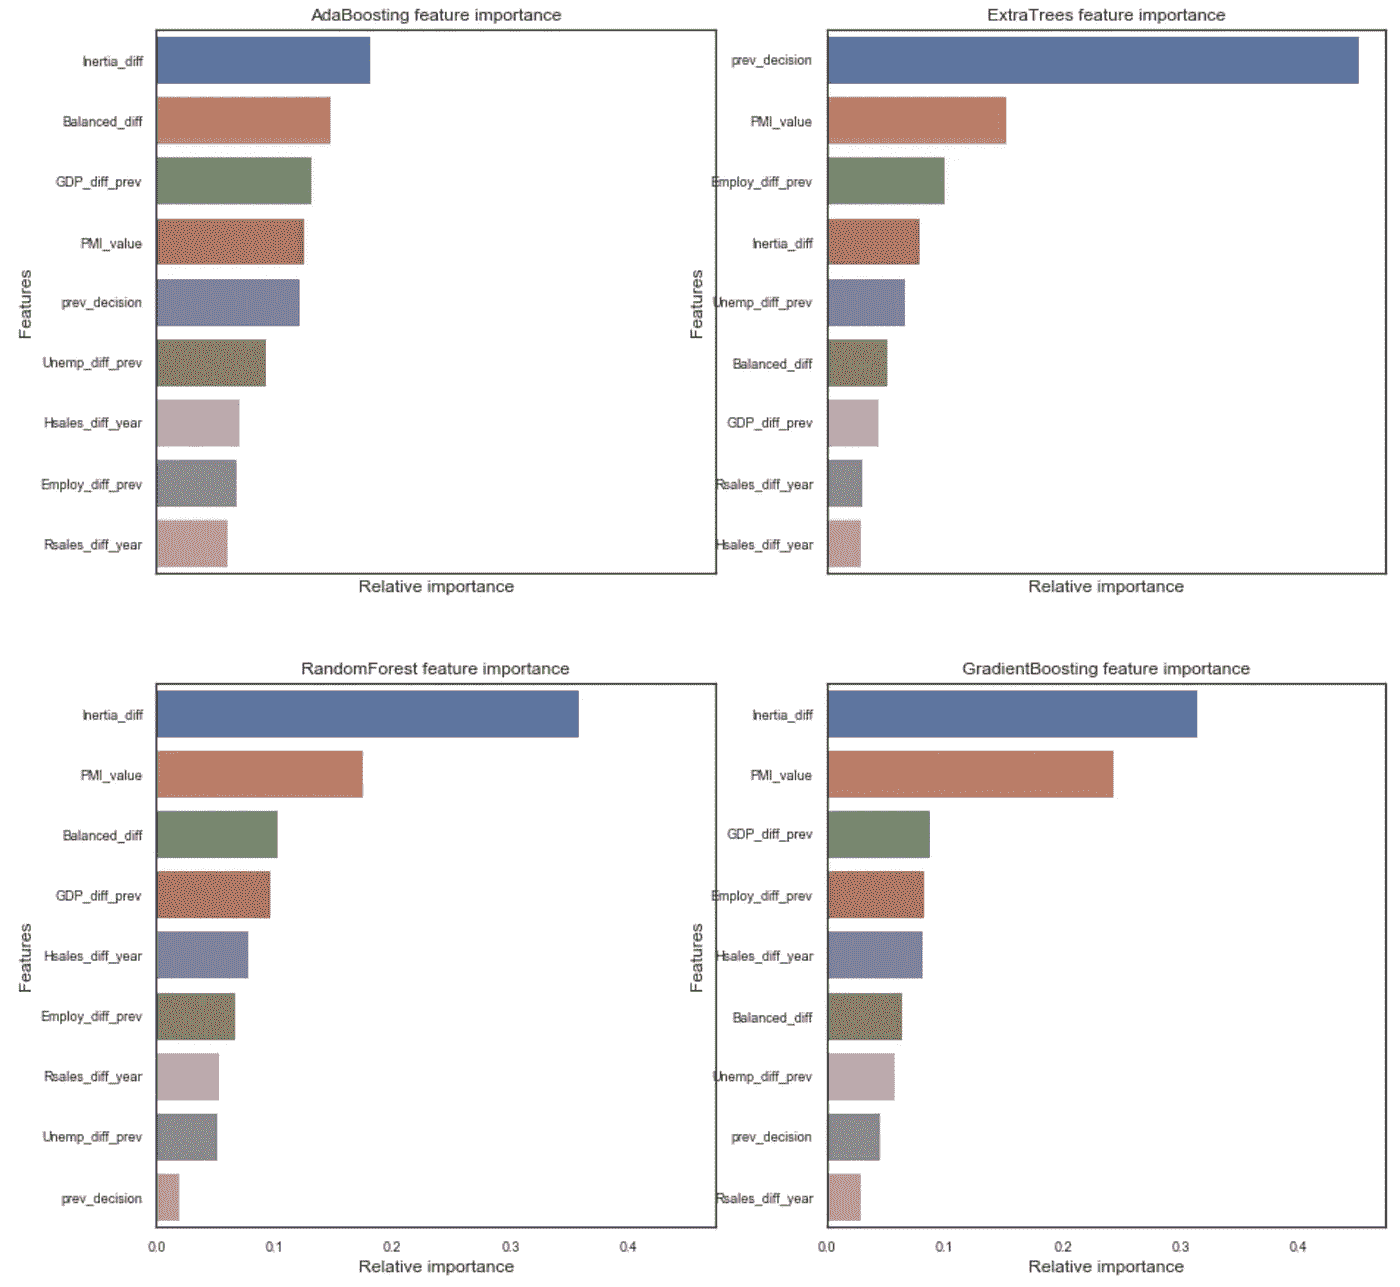 AdaBoosting feature importance
Inertia_diff
Balanced_diff
GDP_diff_prev
PMI_value
prev_decision
Unemp_diff_prev
Hsales_diff_year
Employ_diff_prev
Rsales_diff_year
Features
Relative importance
ExtraTrees feature importance
prev_decision
PMI_value
Employ_diff_prev
Inertia_diff
Unemp_diff_prev
Balanced_diff
GDP_diff_prev
Rsales_diff_year
Hsales_diff_year
Features
Relative importance
RandomForest feature importance
Inertia_diff
PMI_value
Balanced_diff
GDP_diff_prev
Hsales_diff_year
Employ_diff_prev
Rsales_diff_year
Unemp_diff_prev
prev_decision
Features
0.0 0.1 0.2 0.3 0.4
Relative importance
GradientBoosting feature importance
Inertia_diff
PMI_value
GDP_diff_prev
Employ_diff_prev
Hsales_diff_year
Balanced_diff
Unemp_diff_prev
prev_decision
Rsales_diff_year
Features
0.0 0.1 0.2 0.3 0.4
Relative importance